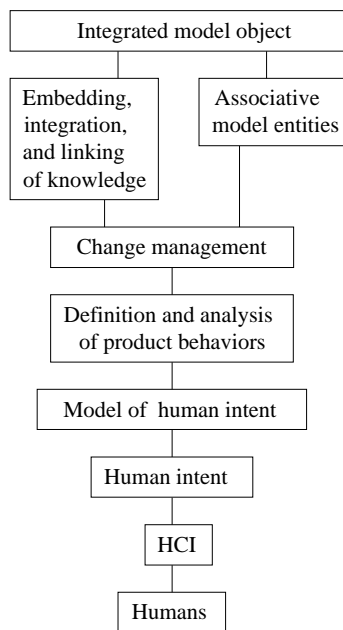 Integrated model object
Embedding,
integration,
and linking
of knowledge
Associative
model entities
Change management
Definition and analysis
of product behaviors
Model of human intent
Human intent
HCI
Humans